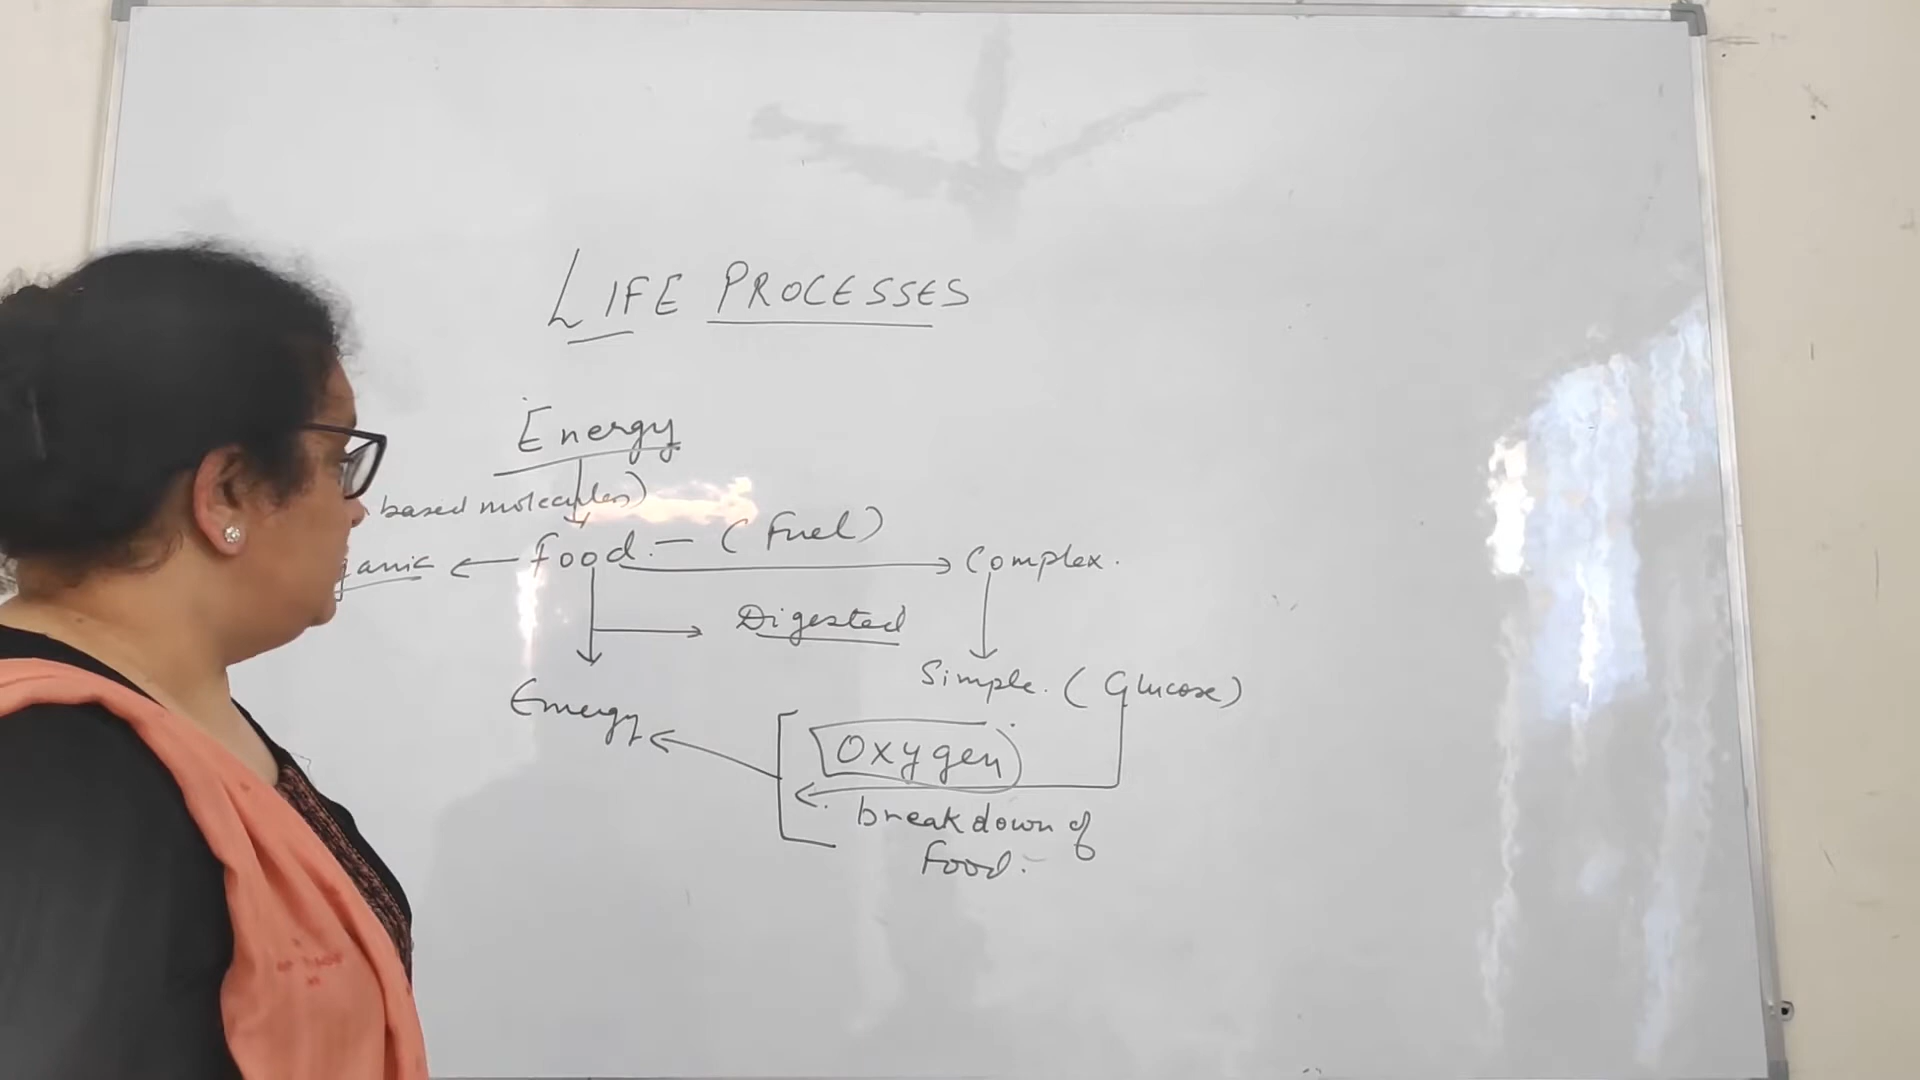 LIFE PROCESSES
Energy
based molecules)
food. — (Fuel)
Complex.
Digested
Simple. (Glucose)
Energy
Oxygen
breakdown of
Food.